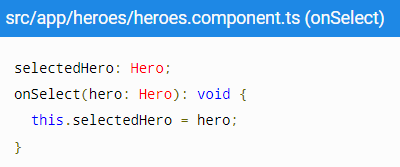 src/app/heroes/heroes.component.ts (onSelect)
selectedHero: Hero;
onSelect(hero: Hero): void {
  this.selectedHero = hero;
}